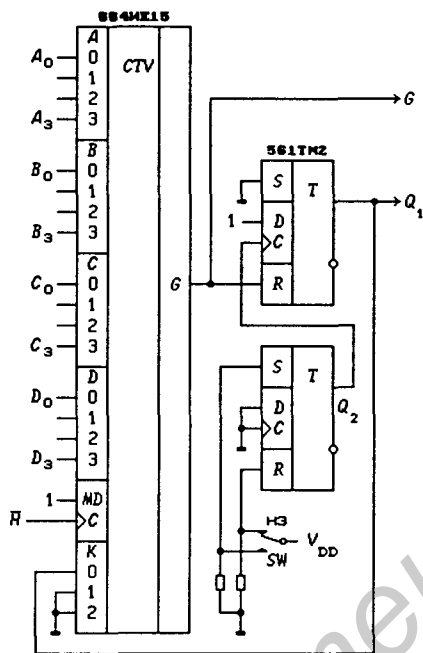 564ИЕ15
A
A₀ 0 CTV
1
2
A₃ 3
B
B₀ 0
1
2
B₃ 3
C
C₀ 0
1
2
C₃ 3
D
D₀ 0
1
2
D₃ 3
1 MD
H̅ C
K
0
1
2
G
G
561ТМ2
S T
1 D
C
R
Q₁
S T
D
C
R
Q₂
НЗ
V_DD
SW